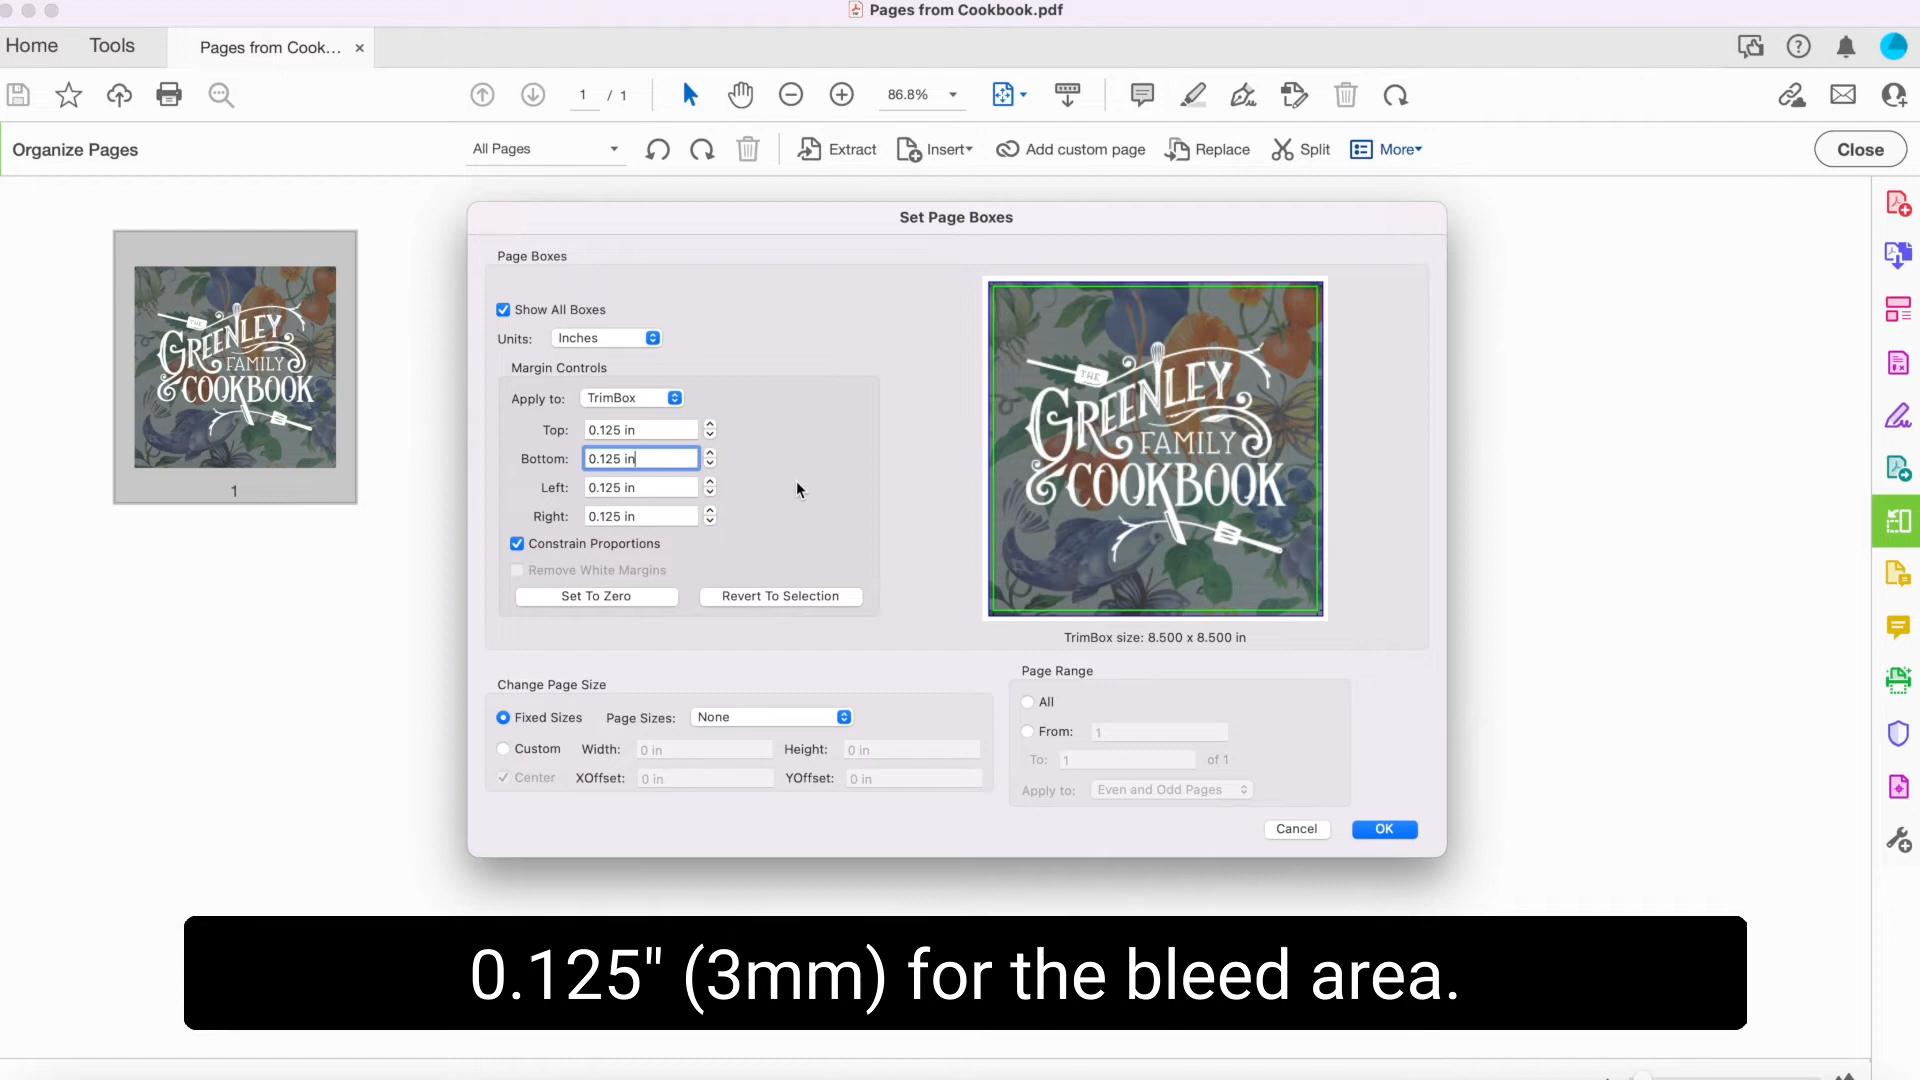 Pages from Cookbook.pdf
Home Tools Pages from Cook... ×
1 / 1 86.8%
Organize Pages All Pages Extract Insert Add custom page Replace Split More Close
Set Page Boxes
Page Boxes
Show All Boxes
Units: Inches
Margin Controls
Apply to: TrimBox
Top: 0.125 in
Bottom: 0.125 in
Left: 0.125 in
Right: 0.125 in
Constrain Proportions
Remove White Margins
Set To Zero Revert To Selection
THE
GREENLEY
FAMILY
& COOKBOOK
1
THE
GREENLEY
FAMILY
& COOKBOOK
TrimBox size: 8.500 x 8.500 in
Change Page Size
Fixed Sizes Page Sizes: None
Custom Width: 0 in Height: 0 in
Center XOffset: 0 in YOffset: 0 in
Page Range
All
From: 1
To: 1 of 1
Apply to: Even and Odd Pages
Cancel OK
0.125" (3mm) for the bleed area.